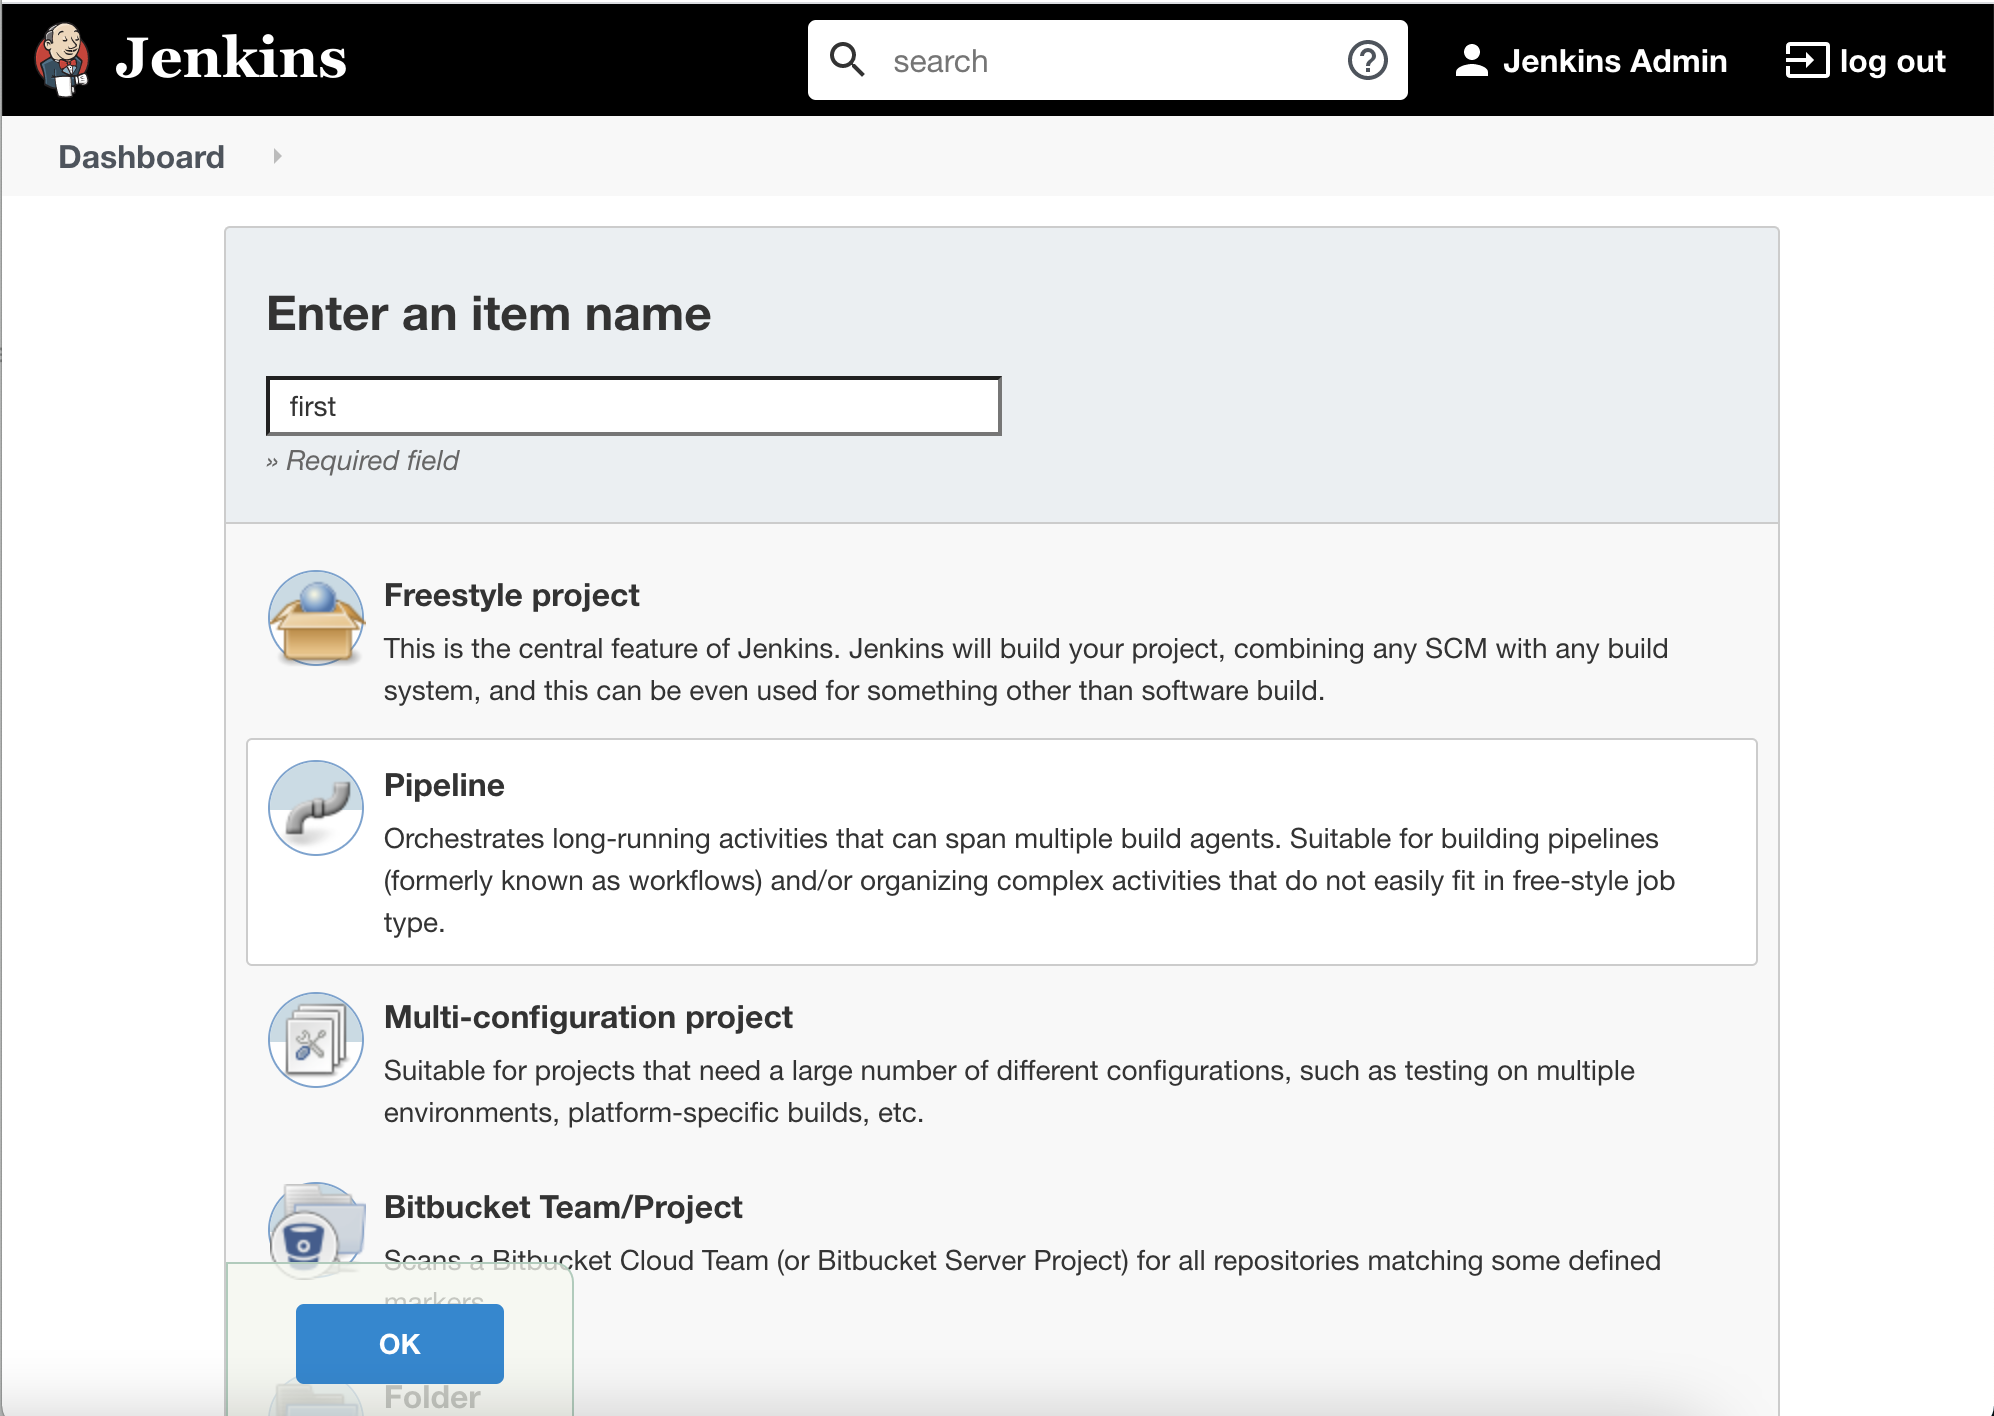 Jenkins
search
Jenkins Admin
log out
Dashboard
Enter an item name
first
» Required field
Freestyle project
This is the central feature of Jenkins. Jenkins will build your project, combining any SCM with any build
system, and this can be even used for something other than software build.
Pipeline
Orchestrates long-running activities that can span multiple build agents. Suitable for building pipelines
(formerly known as workflows) and/or organizing complex activities that do not easily fit in free-style job
type.
Multi-configuration project
Suitable for projects that need a large number of different configurations, such as testing on multiple
environments, platform-specific builds, etc.
Bitbucket Team/Project
Scans a Bitbucket Cloud Team (or Bitbucket Server Project) for all repositories matching some defined
markers.
OK
Folder